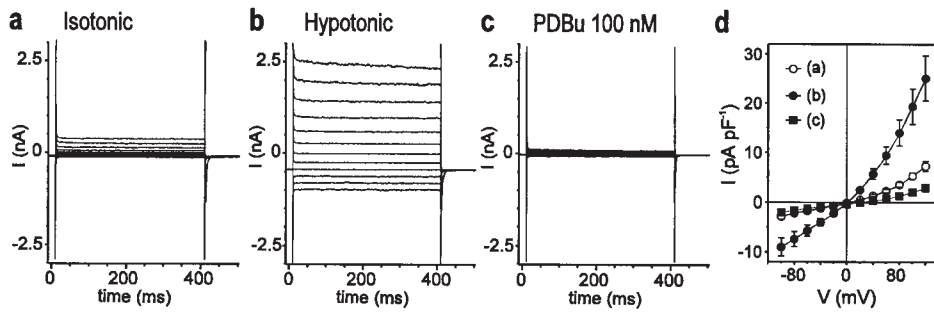 a Isotonic
2.5
0
-2.5
I (nA)
0 200 400
time (ms)
b Hypotonic
2.5
0
-2.5
I (nA)
0 200 400
time (ms)
c PDBu 100 nM
2.5
0
-2.5
I (nA)
0 200 400
time (ms)
d
30
20
10
0
-10
I (pA pF⁻¹)
(a)
(b)
(c)
-80 0 80
V (mV)